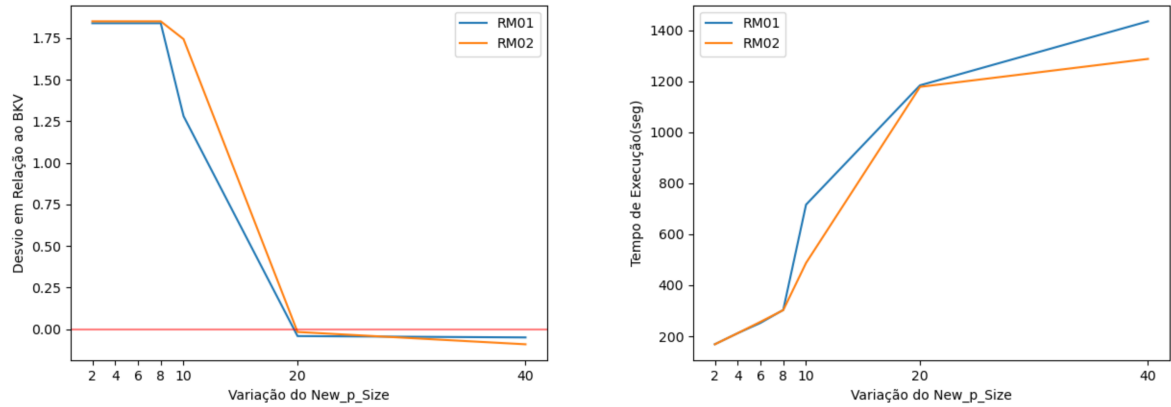 RM01
RM02
1.75
1.50
1.25
1.00
0.75
0.50
0.25
0.00
Desvio em Relação ao BKV
2 4 6 8 10 20 40
Variação do New_p_Size
RM01
RM02
1400
1200
1000
800
600
400
200
Tempo de Execução(seg)
2 4 6 8 10 20 40
Variação do New_p_Size